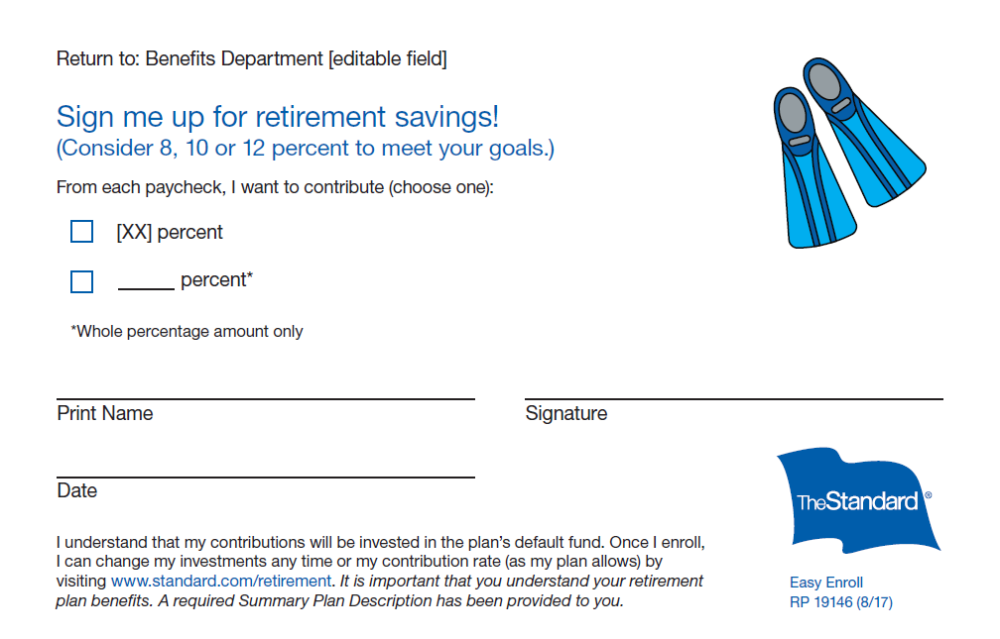 Return to: Benefits Department [editable field]
Sign me up for retirement savings!
(Consider 8, 10 or 12 percent to meet your goals.)
From each paycheck, I want to contribute (choose one):
[XX] percent
______ percent*
*Whole percentage amount only
Print Name
Signature
Date
I understand that my contributions will be invested in the plan's default fund. Once I enroll,
I can change my investments any time or my contribution rate (as my plan allows) by
visiting www.standard.com/retirement. It is important that you understand your retirement
plan benefits. A required Summary Plan Description has been provided to you.
TheStandard®
Easy Enroll
RP 19146 (8/17)